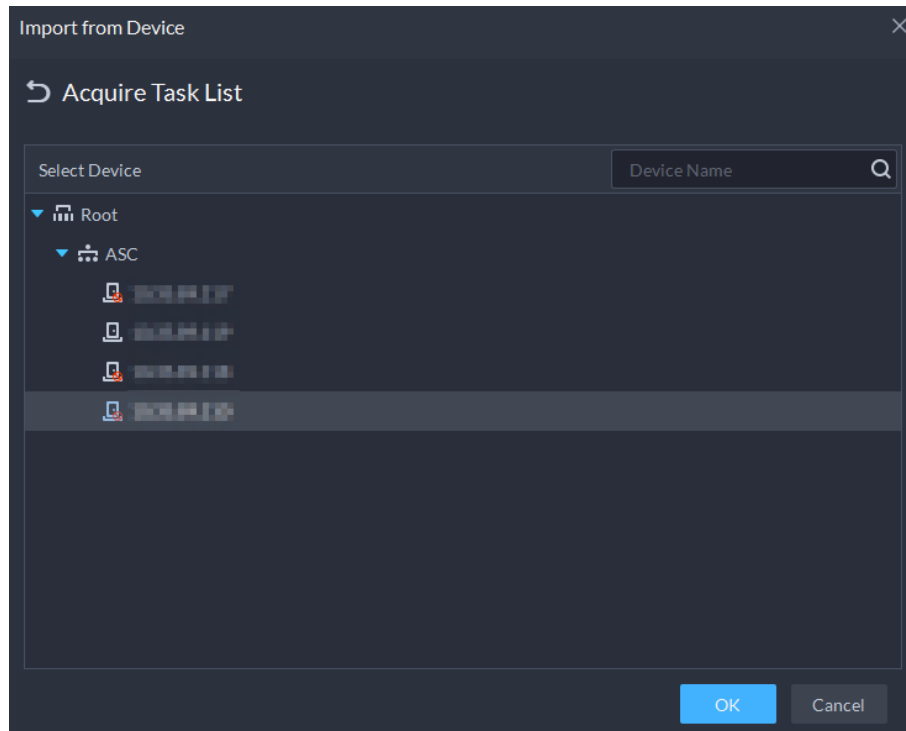 Import from Device
Acquire Task List
Select Device
Device Name
Root
ASC
OK
Cancel